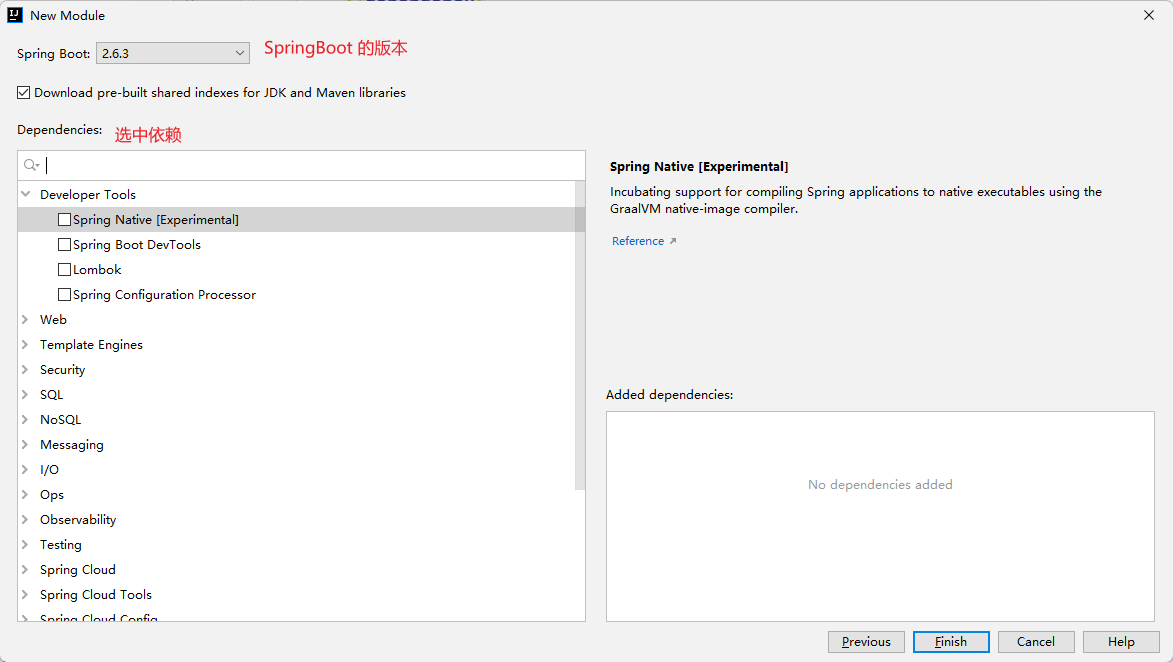 New Module
Spring Boot: 2.6.3 SpringBoot 的版本
Download pre-built shared indexes for JDK and Maven libraries
Dependencies: 选中依赖
Developer Tools
Spring Native [Experimental]
Spring Boot DevTools
Lombok
Spring Configuration Processor
Web
Template Engines
Security
SQL
NoSQL
Messaging
I/O
Ops
Observability
Testing
Spring Cloud
Spring Cloud Tools
Spring Cloud Config
Spring Native [Experimental]
Incubating support for compiling Spring applications to native executables using the
GraalVM native-image compiler.
Reference
Added dependencies:
No dependencies added
Previous Finish Cancel Help